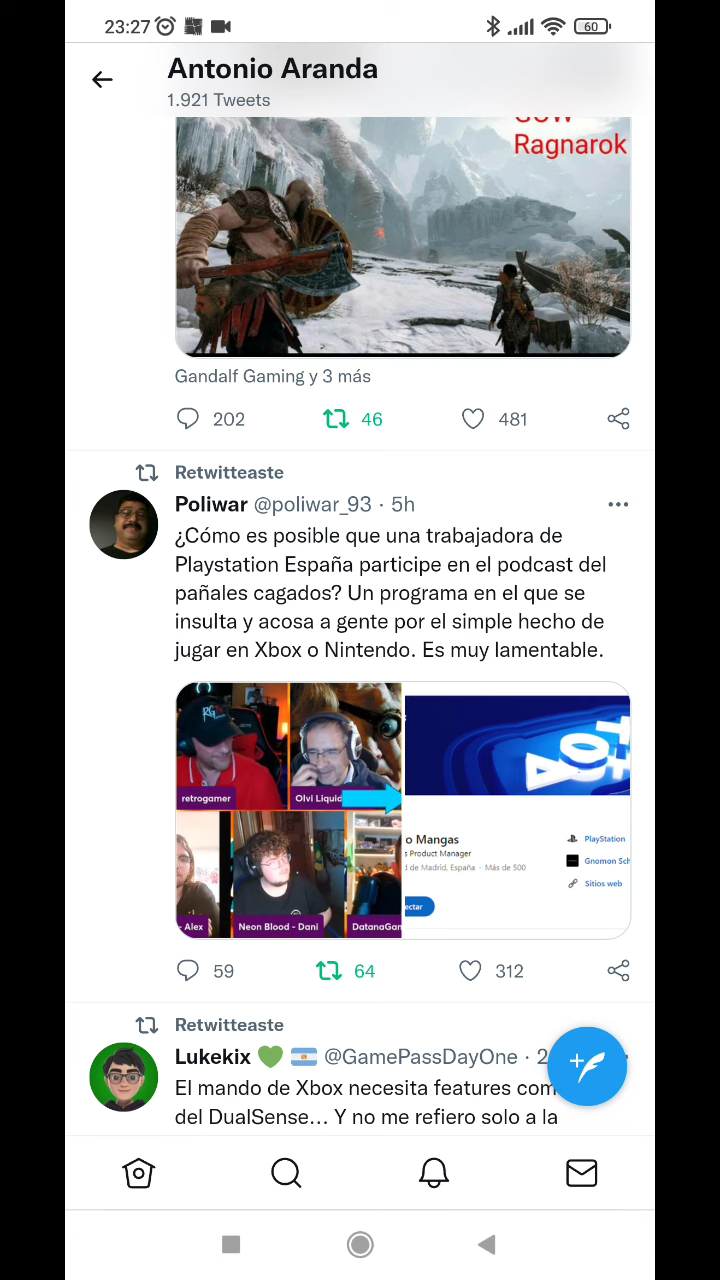 23:27
60
Antonio Aranda
1.921 Tweets
Ragnarok
Gandalf Gaming y 3 más
202
46
481
Retwitteaste
Poliwar @poliwar_93 · 5h
¿Cómo es posible que una trabajadora de
Playstation España participe en el podcast del
pañales cagados? Un programa en el que se
insulta y acosa a gente por el simple hecho de
jugar en Xbox o Nintendo. Es muy lamentable.
retrogamer
Olvi Liquid
- Alex
Neon Blood - Dani
DatanaGan
o Mangas
s Product Manager
d de Madrid, España · Más de 500
ectar
PlayStation
Gnomon Sch
Sitios web
59
64
312
Retwitteaste
Lukekix 💚 🇦🇷 @GamePassDayOne · 2
El mando de Xbox necesita features com
del DualSense... Y no me refiero solo a la